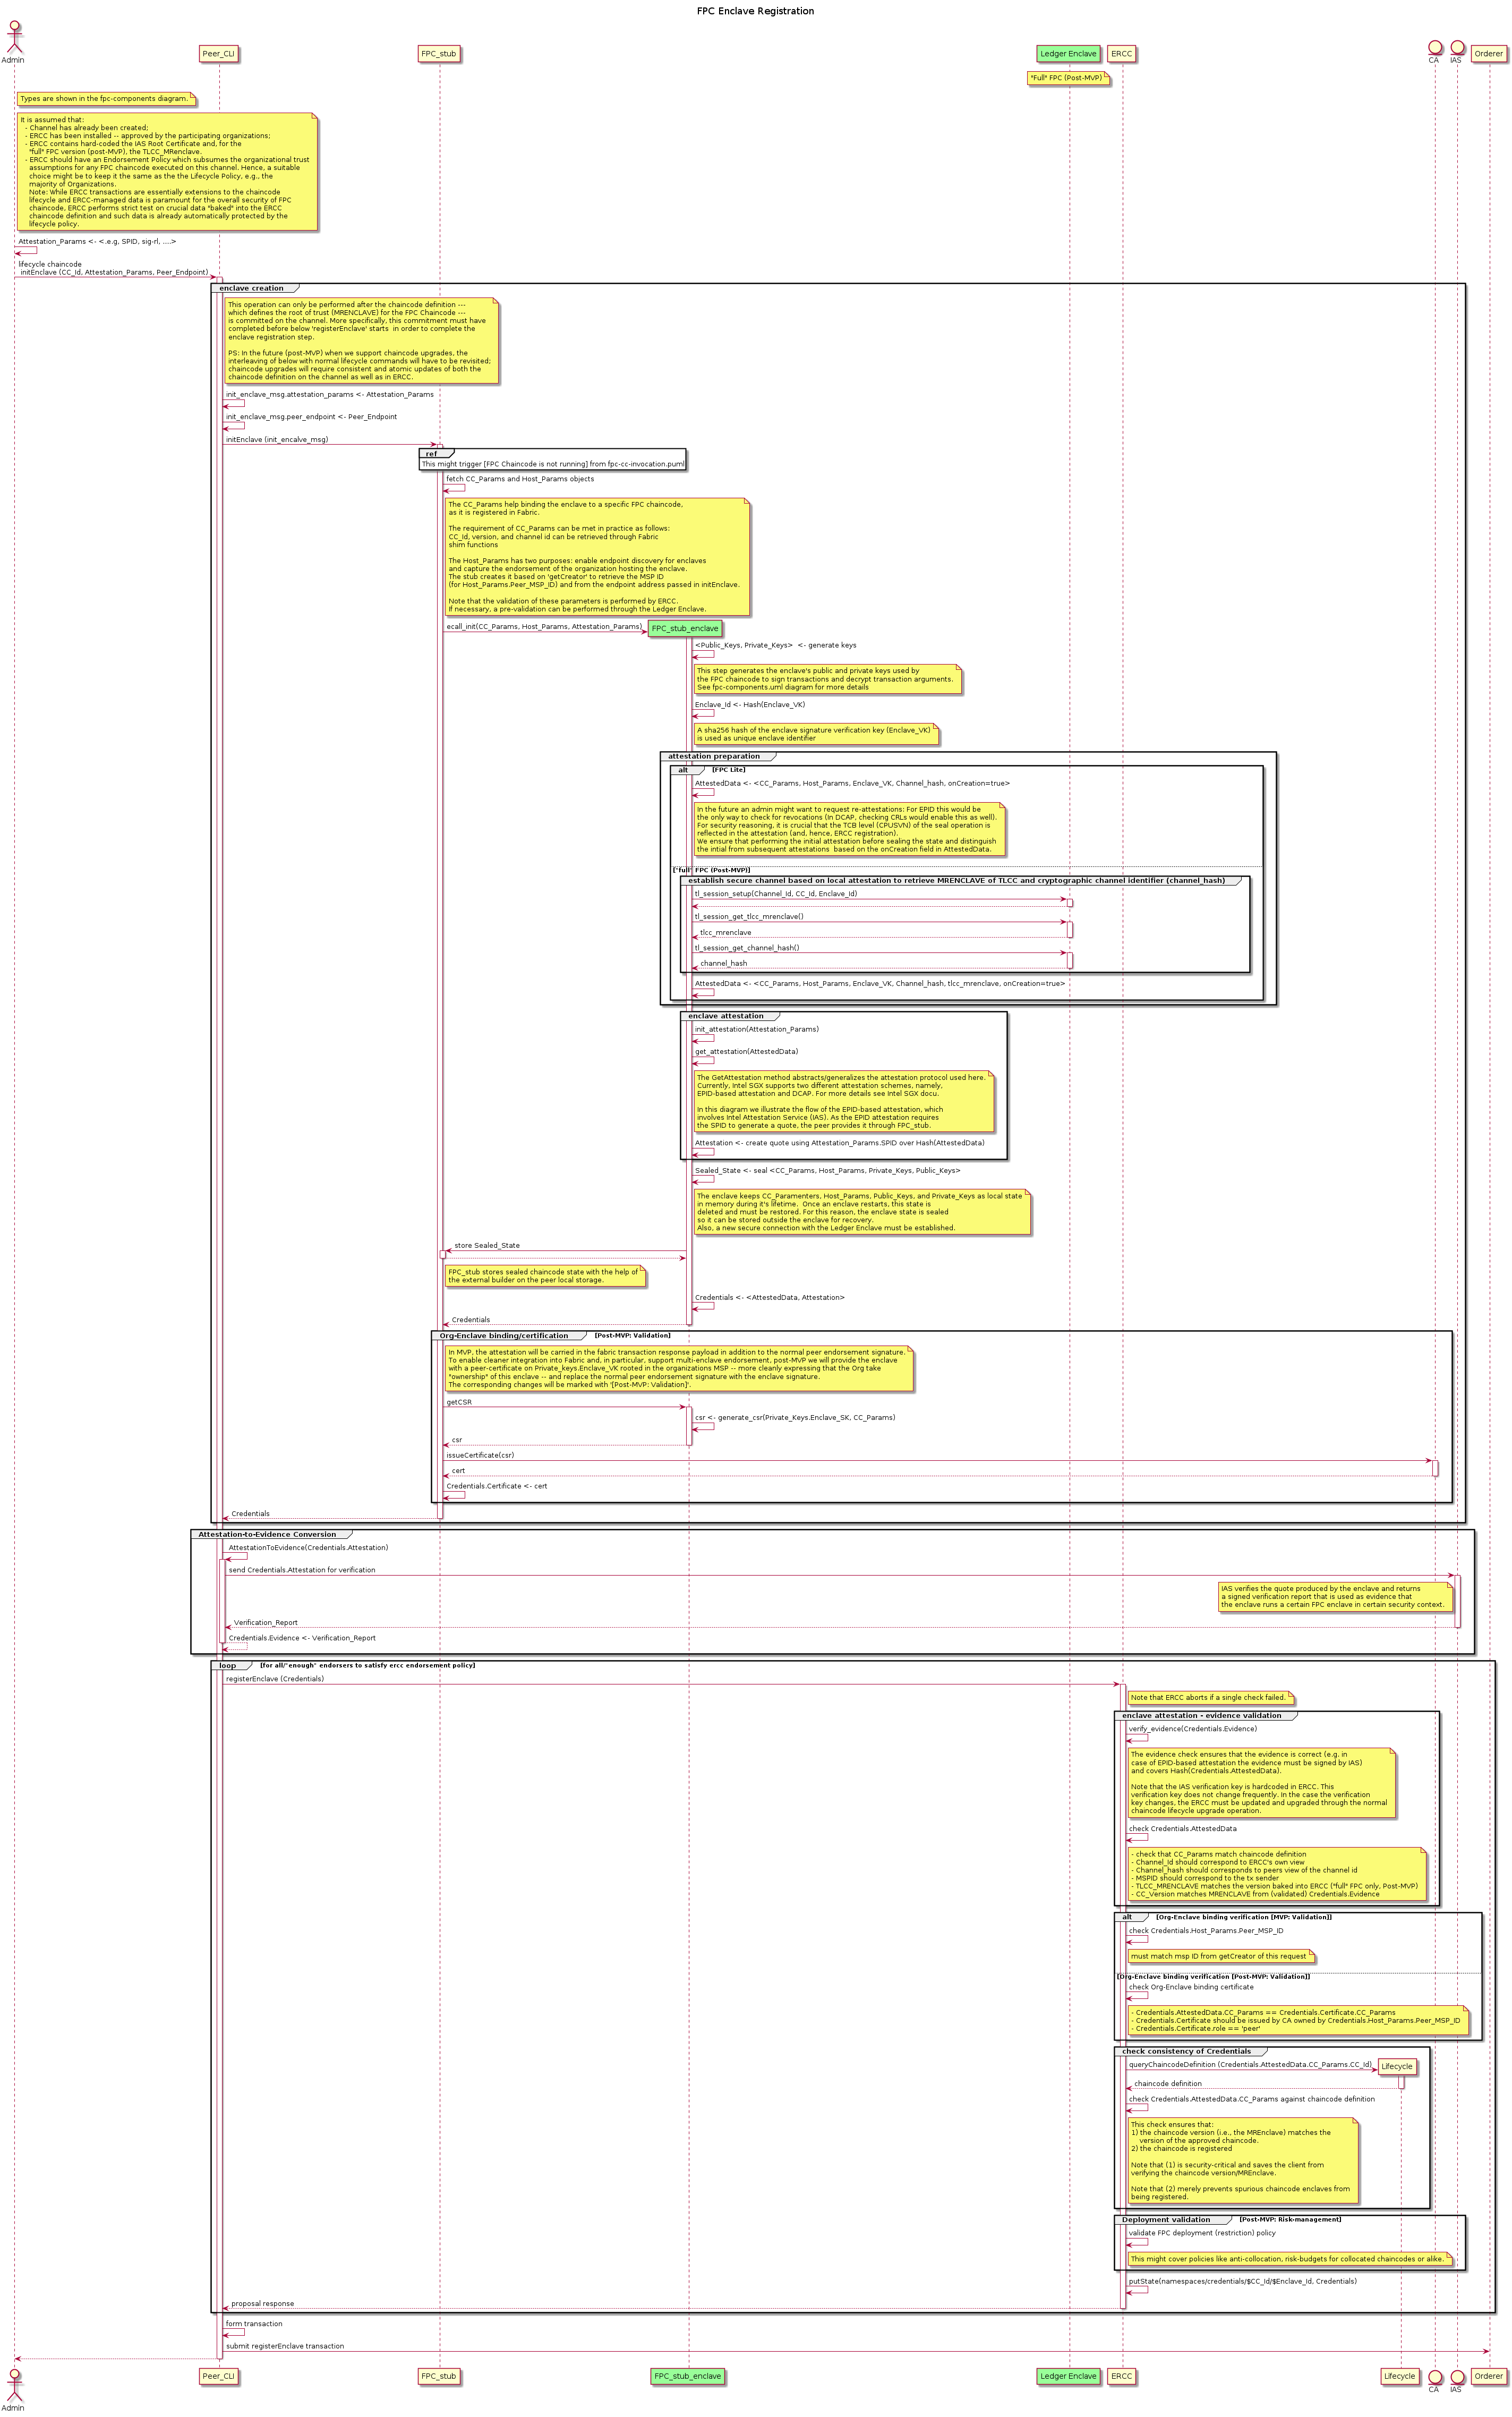 FPC Enclave Registration
Admin
Peer_CLI
FPC_stub
Ledger Enclave
ERCC
CA
IAS
Orderer
"Full" FPC (Post-MVP)
Types are shown in the fpc-components diagram.
It is assumed that:
- Channel has already been created;
- ERCC has been installed -- approved by the participating organizations;
- ERCC contains hard-coded the IAS Root Certificate and, for the
"full" FPC version (post-MVP), the TLCC_MRenclave.
- ERCC should have an Endorsement Policy which subsumes the organizational trust
assumptions for any FPC chaincode executed on this channel. Hence, a suitable
choice might be to keep it the same as the the Lifecycle Policy, e.g., the
majority of Organizations.
Note: While ERCC transactions are essentially extensions to the chaincode
lifecycle and ERCC-managed data is paramount for the overall security of FPC
chaincode, ERCC performs strict test on crucial data "baked" into the ERCC
chaincode definition and such data is already automatically protected by the
lifecycle policy.
Attestation_Params <- <.e.g, SPID, sig-rl, ....>
lifecycle chaincode
initEnclave (CC_Id, Attestation_Params, Peer_Endpoint)
enclave creation
This operation can only be performed after the chaincode definition ---
which defines the root of trust (MRENCLAVE) for the FPC Chaincode ---
is committed on the channel. More specifically, this commitment must have
completed before below 'registerEnclave' starts  in order to complete the
enclave registration step.
PS: In the future (post-MVP) when we support chaincode upgrades, the
interleaving of below with normal lifecycle commands will have to be revisited;
chaincode upgrades will require consistent and atomic updates of both the
chaincode definition on the channel as well as in ERCC.
init_enclave_msg.attestation_params <- Attestation_Params
init_enclave_msg.peer_endpoint <- Peer_Endpoint
initEnclave (init_encalve_msg)
ref
This might trigger [FPC Chaincode is not running] from fpc-cc-invocation.puml
fetch CC_Params and Host_Params objects
The CC_Params help binding the enclave to a specific FPC chaincode,
as it is registered in Fabric.
The requirement of CC_Params can be met in practice as follows:
CC_Id, version, and channel id can be retrieved through Fabric
shim functions
The Host_Params has two purposes: enable endpoint discovery for enclaves
and capture the endorsement of the organization hosting the enclave.
The stub creates it based on 'getCreator' to retrieve the MSP ID
(for Host_Params.Peer_MSP_ID) and from the endpoint address passed in initEnclave.
Note that the validation of these parameters is performed by ERCC.
If necessary, a pre-validation can be performed through the Ledger Enclave.
ecall_init(CC_Params, Host_Params, Attestation_Params)
FPC_stub_enclave
<Public_Keys, Private_Keys>  <- generate keys
This step generates the enclave's public and private keys used by
the FPC chaincode to sign transactions and decrypt transaction arguments.
See fpc-components.uml diagram for more details
Enclave_Id <- Hash(Enclave_VK)
A sha256 hash of the enclave signature verification key (Enclave_VK)
is used as unique enclave identifier
attestation preparation
alt [FPC Lite]
AttestedData <- <CC_Params, Host_Params, Enclave_VK, Channel_hash, onCreation=true>
In the future an admin might want to request re-attestations: For EPID this would be
the only way to check for revocations (In DCAP, checking CRLs would enable this as well).
For security reasoning, it is crucial that the TCB level (CPUSVN) of the seal operation is
reflected in the attestation (and, hence, ERCC registration).
We ensure that performing the initial attestation before sealing the state and distinguish
the intial from subsequent attestations  based on the onCreation field in AttestedData.
["full" FPC (Post-MVP)]
establish secure channel based on local attestation to retrieve MRENCLAVE of TLCC and cryptographic channel identifier (channel_hash)
tl_session_setup(Channel_Id, CC_Id, Enclave_Id)
tl_session_get_tlcc_mrenclave()
tlcc_mrenclave
tl_session_get_channel_hash()
channel_hash
AttestedData <- <CC_Params, Host_Params, Enclave_VK, Channel_hash, tlcc_mrenclave, onCreation=true>
enclave attestation
init_attestation(Attestation_Params)
get_attestation(AttestedData)
The GetAttestation method abstracts/generalizes the attestation protocol used here.
Currently, Intel SGX supports two different attestation schemes, namely,
EPID-based attestation and DCAP. For more details see Intel SGX docu.
In this diagram we illustrate the flow of the EPID-based attestation, which
involves Intel Attestation Service (IAS). As the EPID attestation requires
the SPID to generate a quote, the peer provides it through FPC_stub.
Attestation <- create quote using Attestation_Params.SPID over Hash(AttestedData)
Sealed_State <- seal <CC_Params, Host_Params, Private_Keys, Public_Keys>
The enclave keeps CC_Paramenters, Host_Params, Public_Keys, and Private_Keys as local state
in memory during it's lifetime.  Once an enclave restarts, this state is
deleted and must be restored. For this reason, the enclave state is sealed
so it can be stored outside the enclave for recovery.
Also, a new secure connection with the Ledger Enclave must be established.
store Sealed_State
FPC_stub stores sealed chaincode state with the help of
the external builder on the peer local storage.
Credentials <- <AttestedData, Attestation>
Credentials
Org-Enclave binding/certification [Post-MVP: Validation]
In MVP, the attestation will be carried in the fabric transaction response payload in addition to the normal peer endorsement signature.
To enable cleaner integration into Fabric and, in particular, support multi-enclave endorsement, post-MVP we will provide the enclave
with a peer-certificate on Private_keys.Enclave_VK rooted in the organizations MSP -- more cleanly expressing that the Org take
"ownership" of this enclave -- and replace the normal peer endorsement signature with the enclave signature.
The corresponding changes will be marked with '[Post-MVP: Validation]'.
getCSR
csr <- generate_csr(Private_Keys.Enclave_SK, CC_Params)
csr
issueCertificate(csr)
cert
Credentials.Certificate <- cert
Credentials
Attestation-to-Evidence Conversion
AttestationToEvidence(Credentials.Attestation)
send Credentials.Attestation for verification
IAS verifies the quote produced by the enclave and returns
a signed verification report that is used as evidence that
the enclave runs a certain FPC enclave in certain security context.
Verification_Report
Credentials.Evidence <- Verification_Report
loop [for all/"enough" endorsers to satisfy ercc endorsement policy]
registerEnclave (Credentials)
Note that ERCC aborts if a single check failed.
enclave attestation - evidence validation
verify_evidence(Credentials.Evidence)
The evidence check ensures that the evidence is correct (e.g. in
case of EPID-based attestation the evidence must be signed by IAS)
and covers Hash(Credentials.AttestedData).
Note that the IAS verification key is hardcoded in ERCC. This
verification key does not change frequently. In the case the verification
key changes, the ERCC must be updated and upgraded through the normal
chaincode lifecycle upgrade operation.
check Credentials.AttestedData
- check that CC_Params match chaincode definition
- Channel_Id should correspond to ERCC's own view
- Channel_hash should corresponds to peers view of the channel id
- MSPID should correspond to the tx sender
- TLCC_MRENCLAVE matches the version baked into ERCC ("full" FPC only, Post-MVP)
- CC_Version matches MRENCLAVE from (validated) Credentials.Evidence
alt [Org-Enclave binding verification [MVP: Validation]]
check Credentials.Host_Params.Peer_MSP_ID
must match msp ID from getCreator of this request
[Org-Enclave binding verification [Post-MVP: Validation]]
check Org-Enclave binding certificate
- Credentials.AttestedData.CC_Params == Credentials.Certificate.CC_Params
- Credentials.Certificate should be issued by CA owned by Credentials.Host_Params.Peer_MSP_ID
- Credentials.Certificate.role == 'peer'
check consistency of Credentials
queryChaincodeDefinition (Credentials.AttestedData.CC_Params.CC_Id)
Lifecycle
chaincode definition
check Credentials.AttestedData.CC_Params against chaincode definition
This check ensures that:
1) the chaincode version (i.e., the MREnclave) matches the
version of the approved chaincode.
2) the chaincode is registered
Note that (1) is security-critical and saves the client from
verifying the chaincode version/MREnclave.
Note that (2) merely prevents spurious chaincode enclaves from
being registered.
Deployment validation [Post-MVP: Risk-management]
validate FPC deployment (restriction) policy
This might cover policies like anti-collocation, risk-budgets for collocated chaincodes or alike.
putState(namespaces/credentials/$CC_Id/$Enclave_Id, Credentials)
proposal response
form transaction
submit registerEnclave transaction
Admin
Peer_CLI
FPC_stub
FPC_stub_enclave
Ledger Enclave
ERCC
Lifecycle
CA
IAS
Orderer